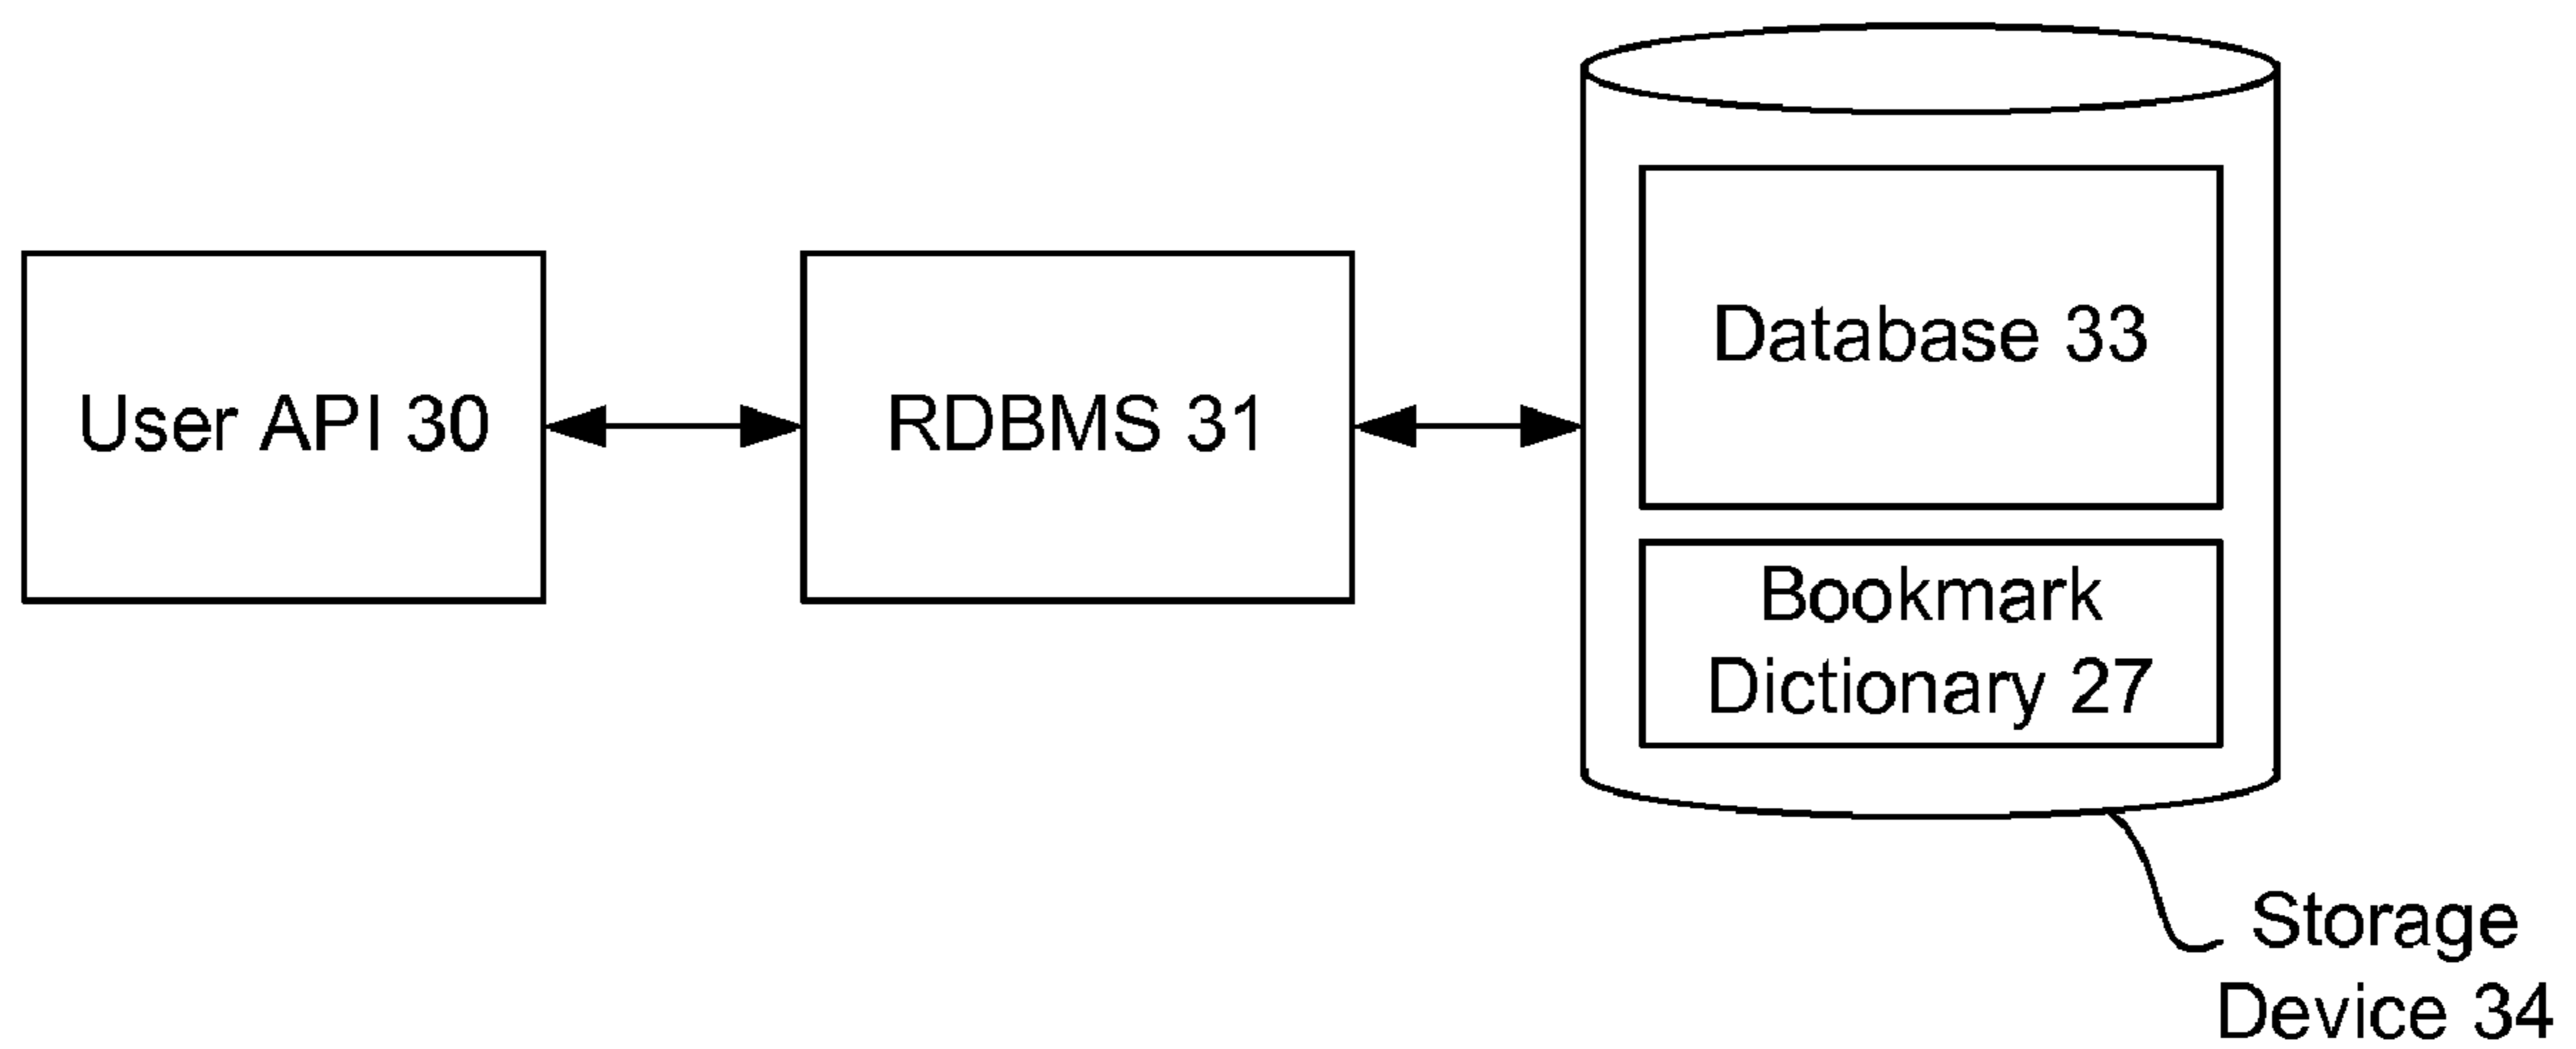 User API 30
RDBMS 31
Database 33
Bookmark
Dictionary 27
Storage
Device 34